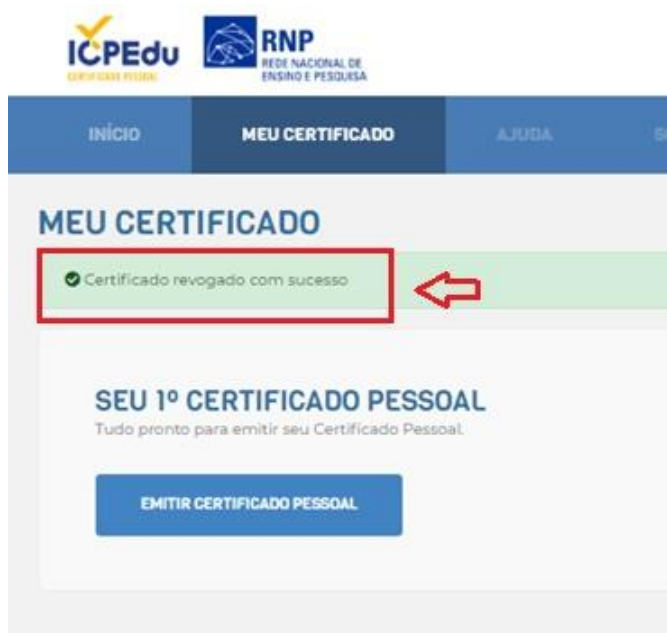 ICPEdu
CERTIFICADO PESSOAL
RNP
REDE NACIONAL DE
ENSINO E PESQUISA
INÍCIO MEU CERTIFICADO AJUDA
MEU CERTIFICADO
Certificado revogado com sucesso
SEU 1º CERTIFICADO PESSOAL
Tudo pronto para emitir seu Certificado Pessoal.
EMITIR CERTIFICADO PESSOAL